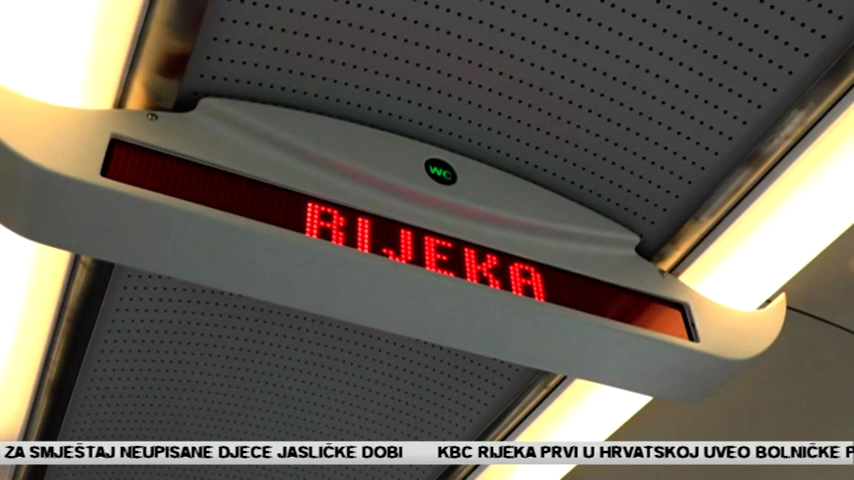 WC
RIJEKA
ZA SMJEŠTAJ NEUPISANE DJECE JASLIČKE DOBI KBC RIJEKA PRVI U HRVATSKOJ UVEO BOLNIČKE